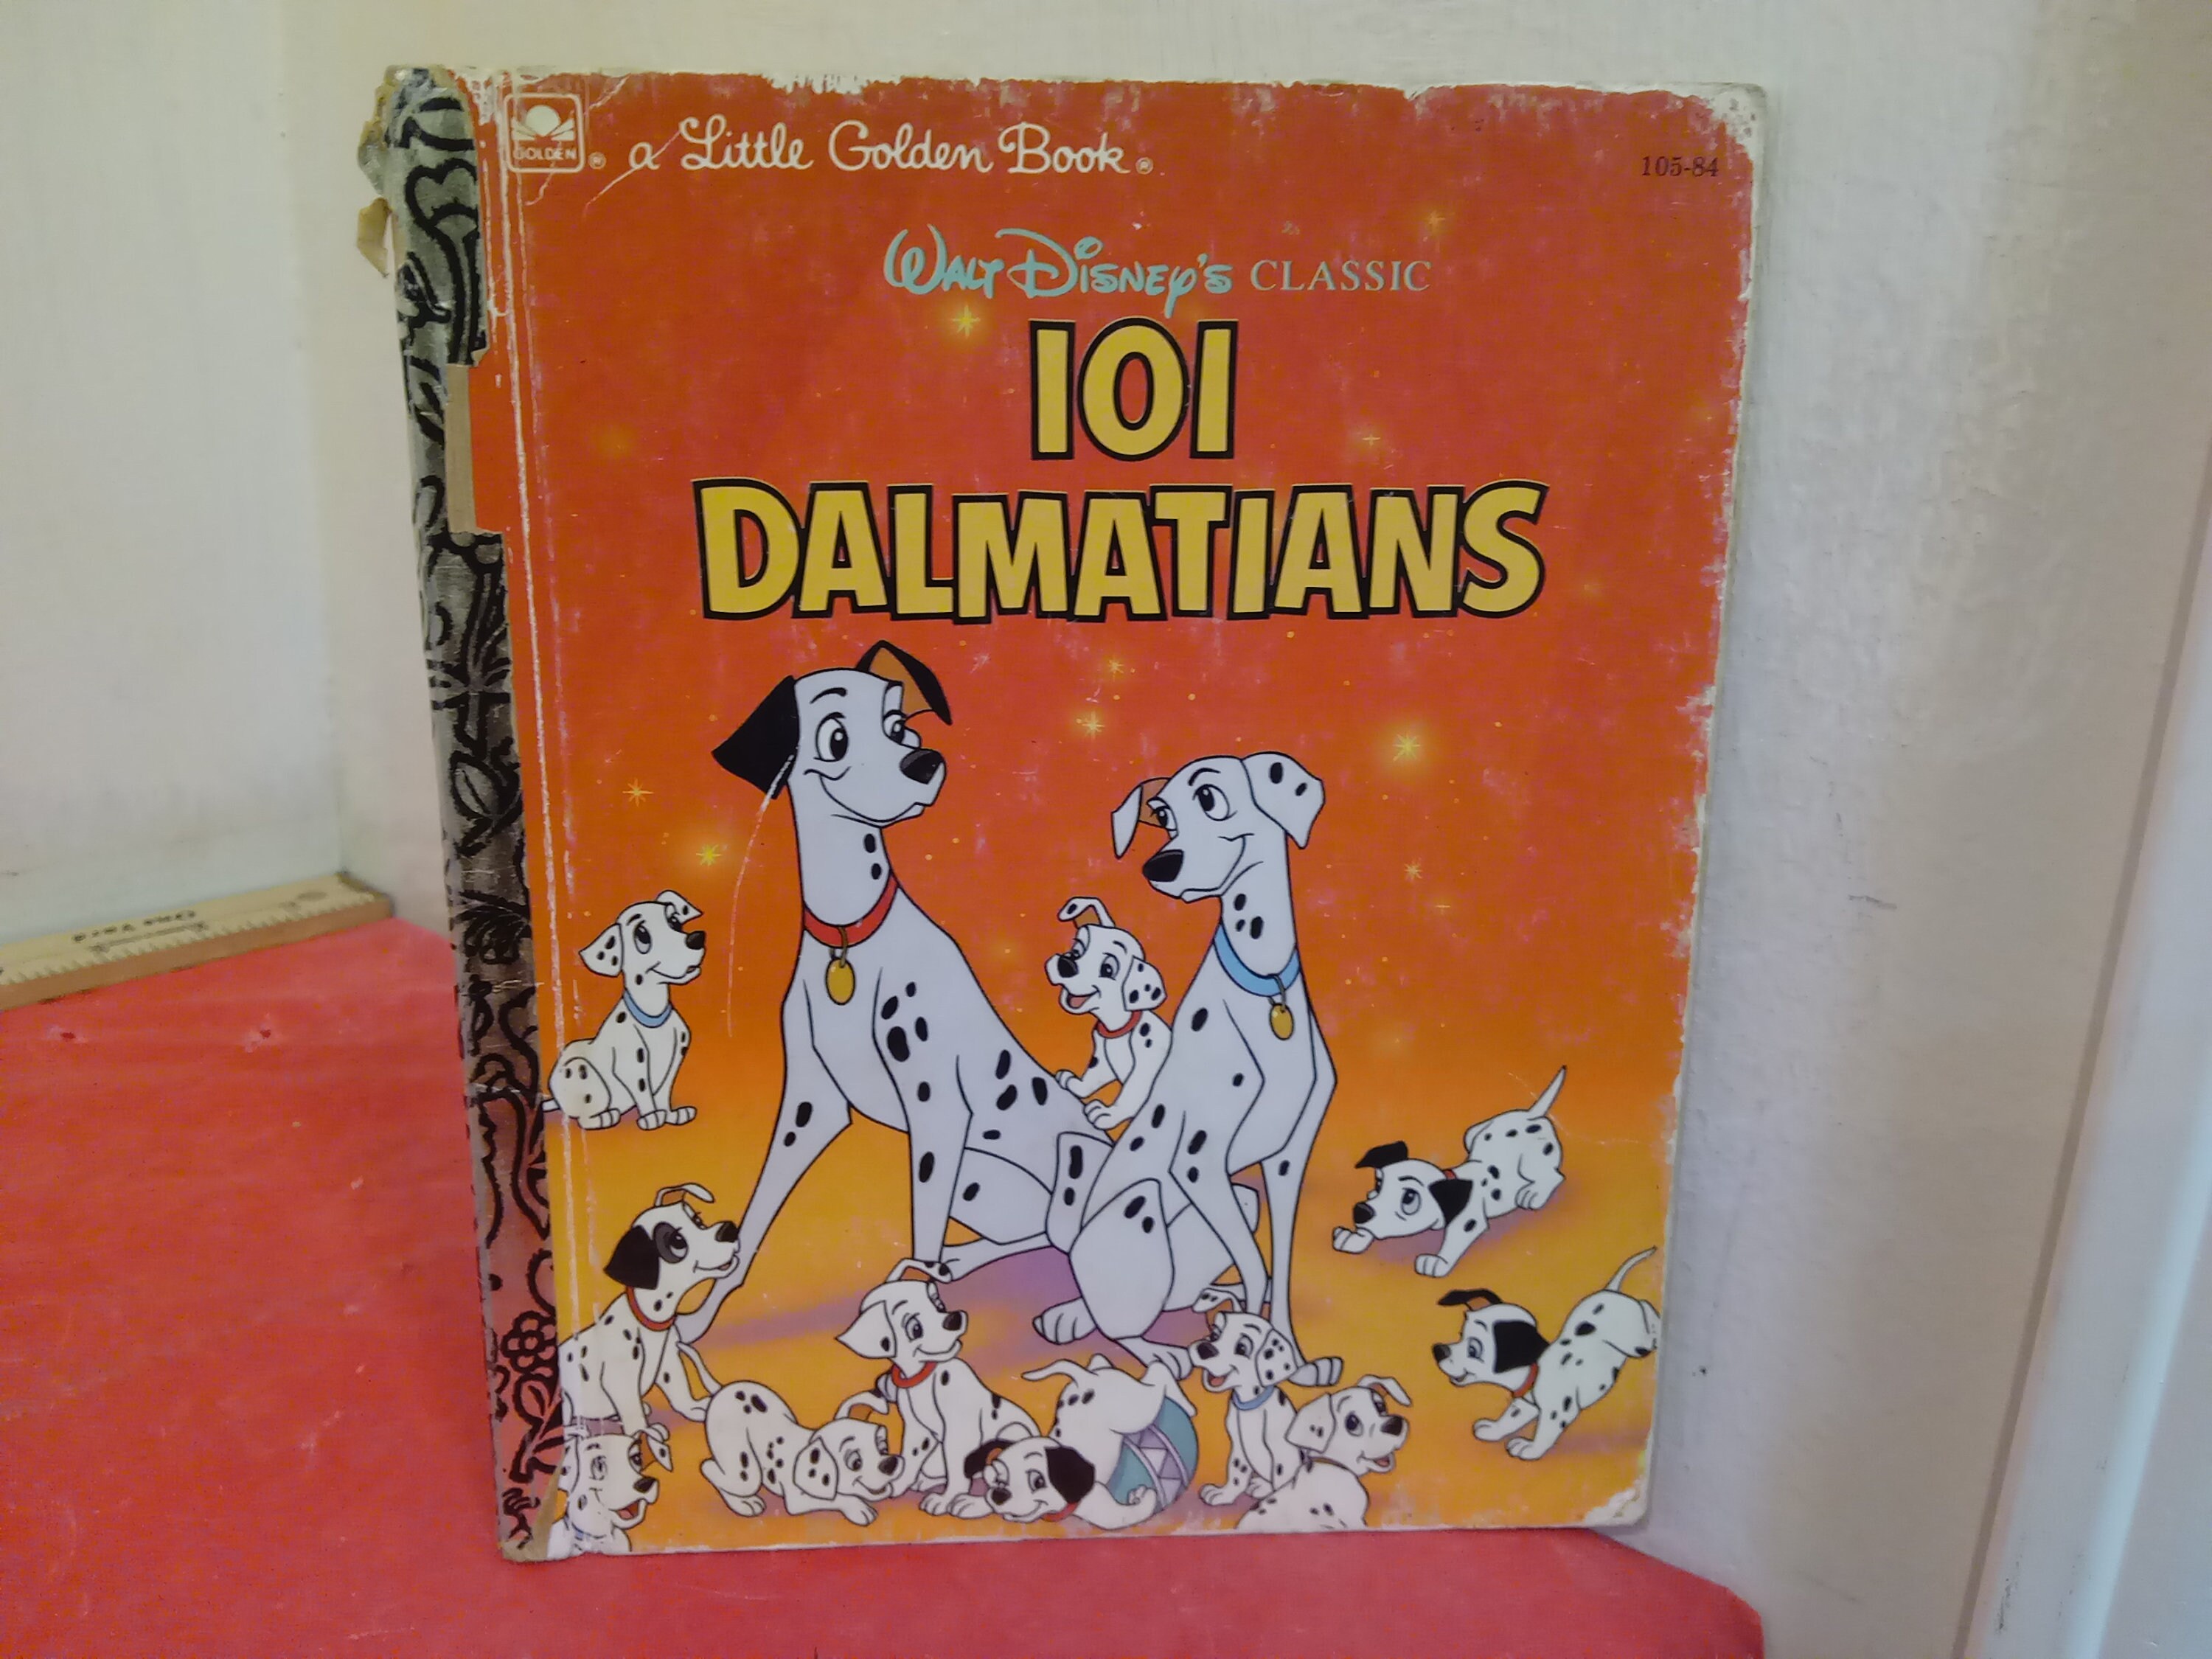 GOLDEN ® a Little Golden Book ®
105-84
WALT DISNEY'S CLASSIC
101
DALMATIANS